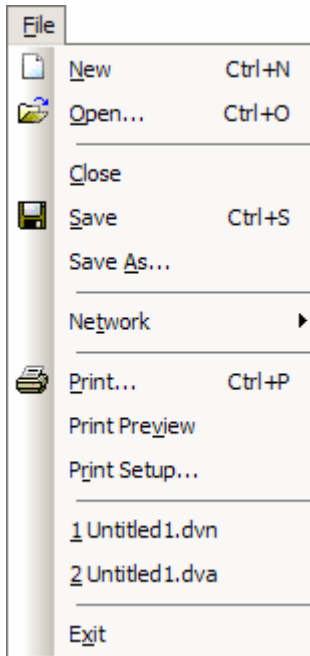 File
New Ctrl+N
Open... Ctrl+O
Close
Save Ctrl+S
Save As...
Network
Print... Ctrl+P
Print Preview
Print Setup...
1 Untitled1.dvn
2 Untitled1.dva
Exit